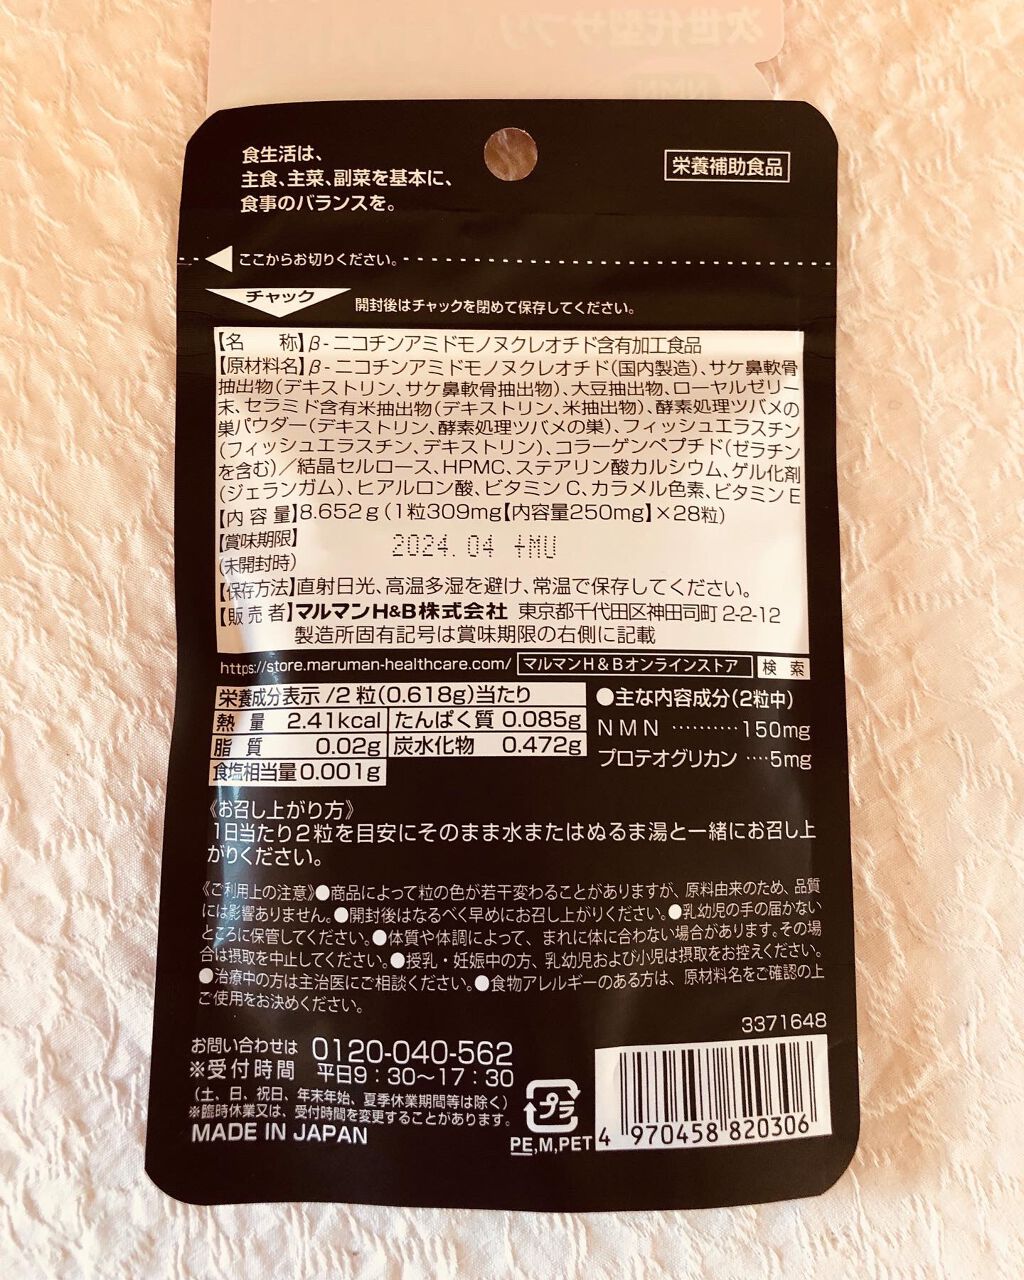 食生活は、
主食、主菜、副菜を基本に、
食事のバランスを。
栄養補助食品
ここからお切りください。
チャック
開封後はチャックを閉めて保存してください。
【名　称】β-ニコチンアミドモノヌクレオチド含有加工食品
【原材料名】β-ニコチンアミドモノヌクレオチド(国内製造)、サケ鼻軟骨
抽出物(デキストリン、サケ鼻軟骨抽出物)、大豆抽出物、ローヤルゼリー
末、セラミド含有米抽出物(デキストリン、米抽出物)、酵素処理ツバメの
巣パウダー(デキストリン、酵素処理ツバメの巣)、フィッシュエラスチン
(フィッシュエラスチン、デキストリン)、コラーゲンペプチド(ゼラチン
を含む)／結晶セルロース、HPMC、ステアリン酸カルシウム、ゲル化剤
(ジェランガム)、ヒアルロン酸、ビタミンC、カラメル色素、ビタミンE
【内容量】8.652g(1粒309mg【内容量250mg】×28粒)
【賞味期限】
(未開封時)
2024.04 +MU
【保存方法】直射日光、高温多湿を避け、常温で保存してください。
【販売者】マルマンH&B株式会社 東京都千代田区神田司町2-2-12
製造所固有記号は賞味期限の右側に記載
https://store.maruman-healthcare.com/ マルマンH&Bオンラインストア 検索
栄養成分表示/2粒(0.618g)当たり
熱量 2.41kcal たんぱく質 0.085g
脂質 0.02g 炭水化物 0.472g
食塩相当量 0.001g
●主な内容成分(2粒中)
NMN ··········150mg
プロテオグリカン ····5mg
《お召し上がり方》
1日当たり2粒を目安にそのまま水またはぬるま湯と一緒にお召し上
がりください。
《ご利用上の注意》●商品によって粒の色が若干変わることがありますが、原料由来のため、品質
には影響ありません。●開封後はなるべく早めにお召し上がりください。●乳幼児の手の届かない
ところに保管してください。●体質や体調によって、まれに体に合わない場合があります。その場
合は摂取を中止してください。●授乳・妊娠中の方、乳幼児および小児は摂取をお控えください。
●治療中の方は主治医にご相談ください。●食物アレルギーのある方は、原材料名をご確認の上
ご使用をお決めください。
3371648
お問い合わせは 0120-040-562
※受付時間 平日9：30～17：30
(土、日、祝日、年末年始、夏季休業期間等は除く)
※臨時休業又は、受付時間を変更することがあります。
MADE IN JAPAN
プラ
PE,M,PET
4 970458 820306
次世代型サプリ
NMN